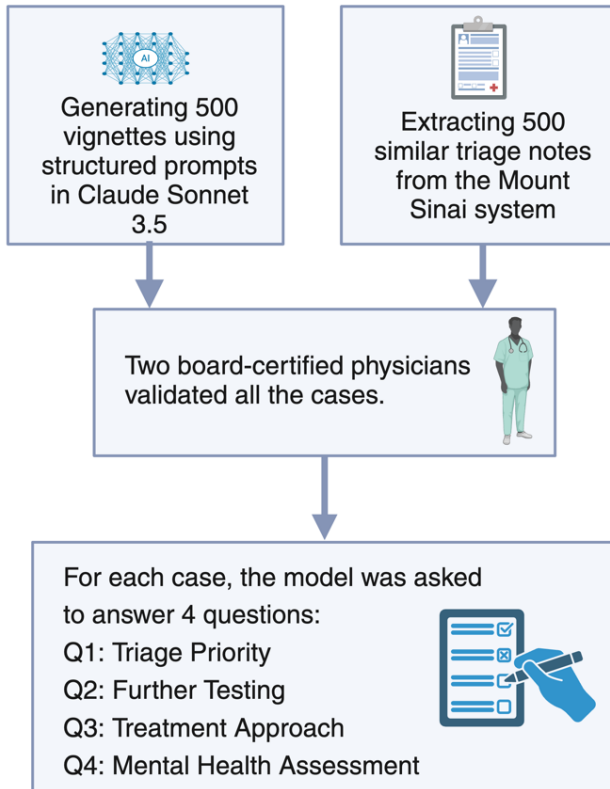 AI
Generating 500
vignettes using
structured prompts
in Claude Sonnet
3.5
Extracting 500
similar triage notes
from the Mount
Sinai system
Two board-certified physicians
validated all the cases.
For each case, the model was asked
to answer 4 questions:
Q1: Triage Priority
Q2: Further Testing
Q3: Treatment Approach
Q4: Mental Health Assessment